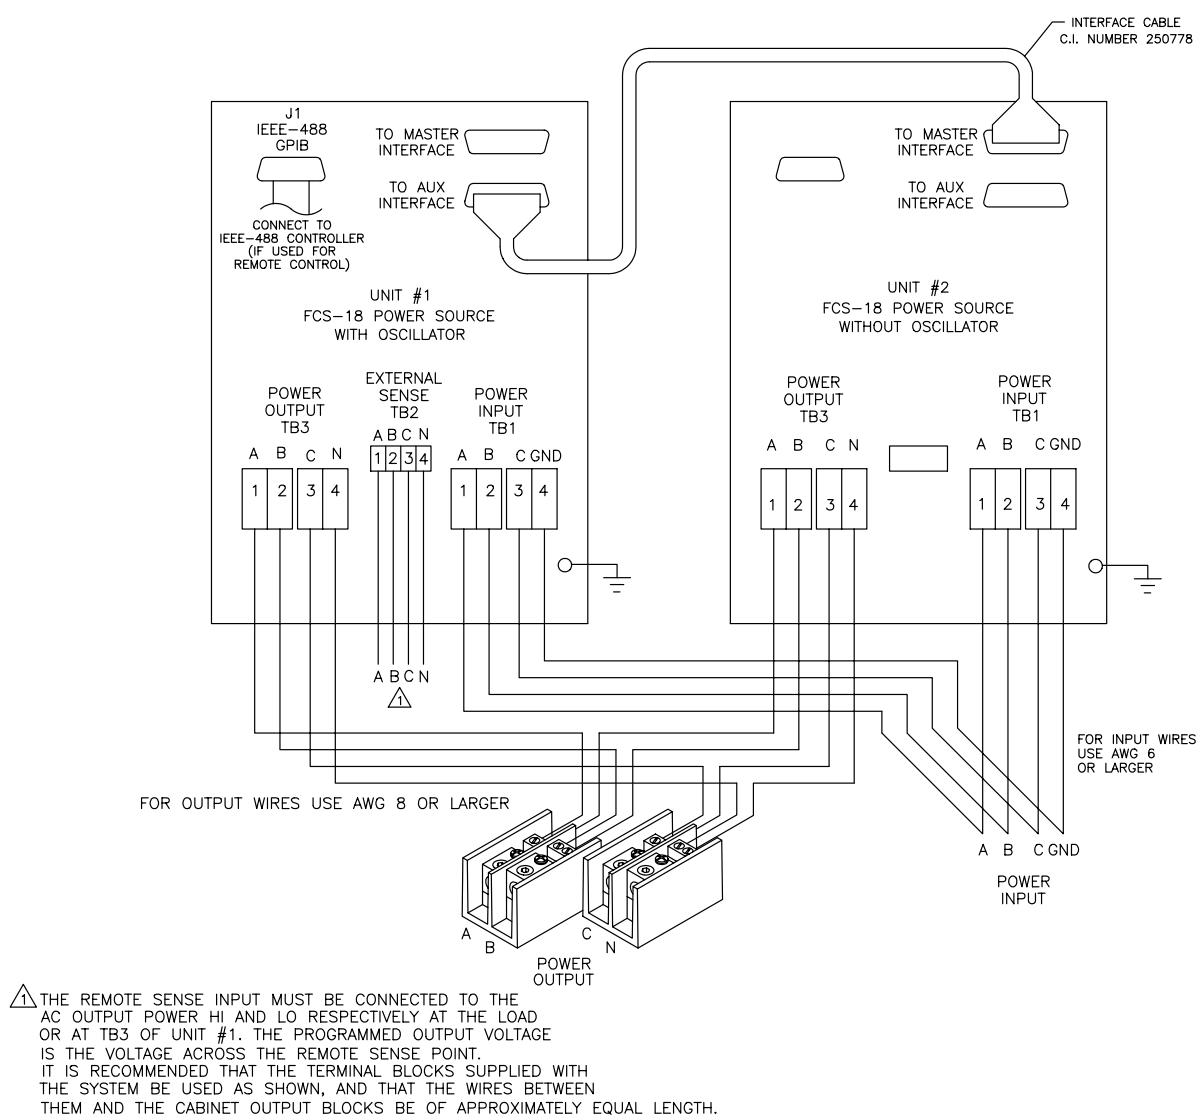 INTERFACE CABLE
C.I. NUMBER 250778
J1
IEEE-488
GPIB
TO MASTER
INTERFACE
TO AUX
INTERFACE
CONNECT TO
IEEE-488 CONTROLLER
(IF USED FOR
REMOTE CONTROL)
UNIT #1
FCS-18 POWER SOURCE
WITH OSCILLATOR
TO MASTER
INTERFACE
TO AUX
INTERFACE
UNIT #2
FCS-18 POWER SOURCE
WITHOUT OSCILLATOR
POWER
OUTPUT
TB3
A B C N
1 2 3 4
EXTERNAL
SENSE
TB2
A B C N
1 2 3 4
POWER
INPUT
TB1
A B C GND
1 2 3 4
POWER
OUTPUT
TB3
A B C N
1 2 3 4
POWER
INPUT
TB1
A B C GND
1 2 3 4
A B C N
1
FOR INPUT WIRES
USE AWG 6
OR LARGER
FOR OUTPUT WIRES USE AWG 8 OR LARGER
A B C GND
POWER
INPUT
A
B
C
N
POWER
OUTPUT
1 THE REMOTE SENSE INPUT MUST BE CONNECTED TO THE
AC OUTPUT POWER HI AND LO RESPECTIVELY AT THE LOAD
OR AT TB3 OF UNIT #1. THE PROGRAMMED OUTPUT VOLTAGE
IS THE VOLTAGE ACROSS THE REMOTE SENSE POINT.
IT IS RECOMMENDED THAT THE TERMINAL BLOCKS SUPPLIED WITH
THE SYSTEM BE USED AS SHOWN, AND THAT THE WIRES BETWEEN
THEM AND THE CABINET OUTPUT BLOCKS BE OF APPROXIMATELY EQUAL LENGTH.